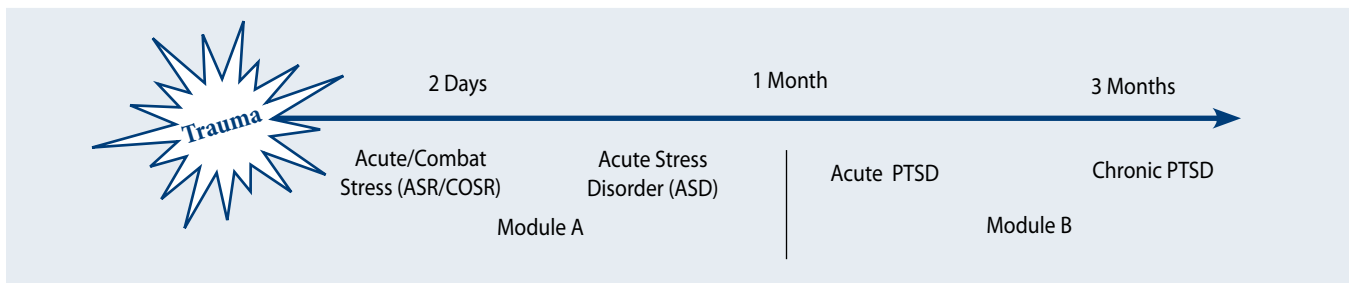 2 Days
1 Month
3 Months
Trauma
Acute/Combat
Stress (ASR/COSR)
Acute Stress
Disorder (ASD)
Acute PTSD
Chronic PTSD
Module A
Module B